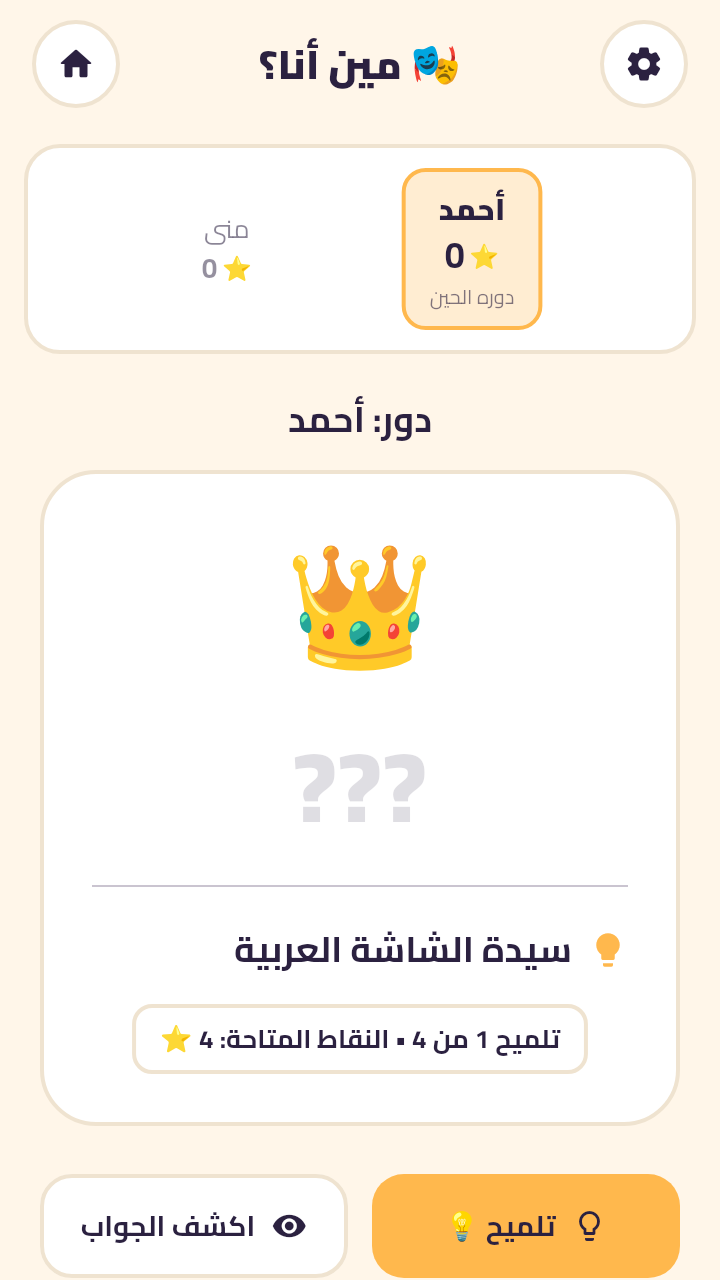 🎭 مين أنا؟
أحمد
⭐ 0
دوره الحين
منى
⭐ 0
دور: أحمد
???
سيدة الشاشة العربية
تلميح 1 من 4 • النقاط المتاحة: 4 ⭐
تلميح 💡
اكشف الجواب